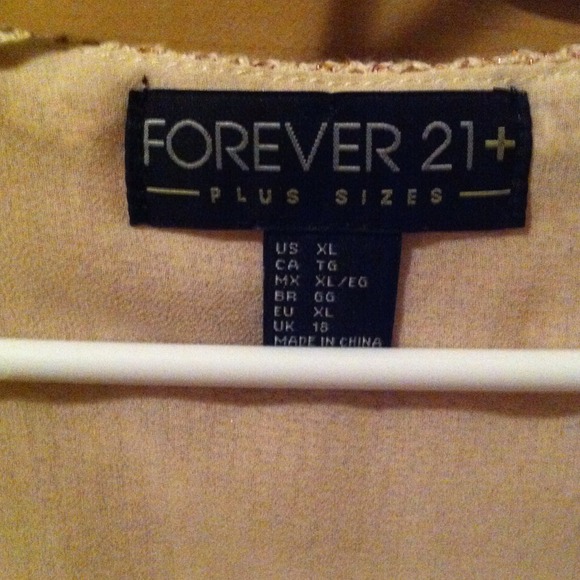 FOREVER 21+
PLUS SIZES
US XL
CA TG
MX XL/EG
BR GG
EU XL
UK 18
MADE IN CHINA